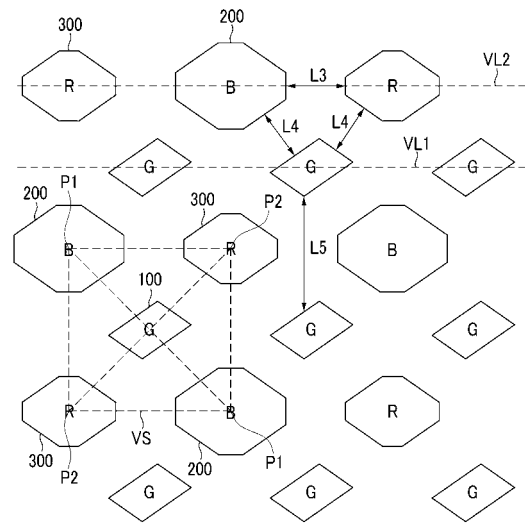 300 200
R B R VL2
L3
L4 L4
G G G VL1
200 P1 300 P2
B R B
L5
100
G G G
R B R
300 P2 VS 200 P1
G G G